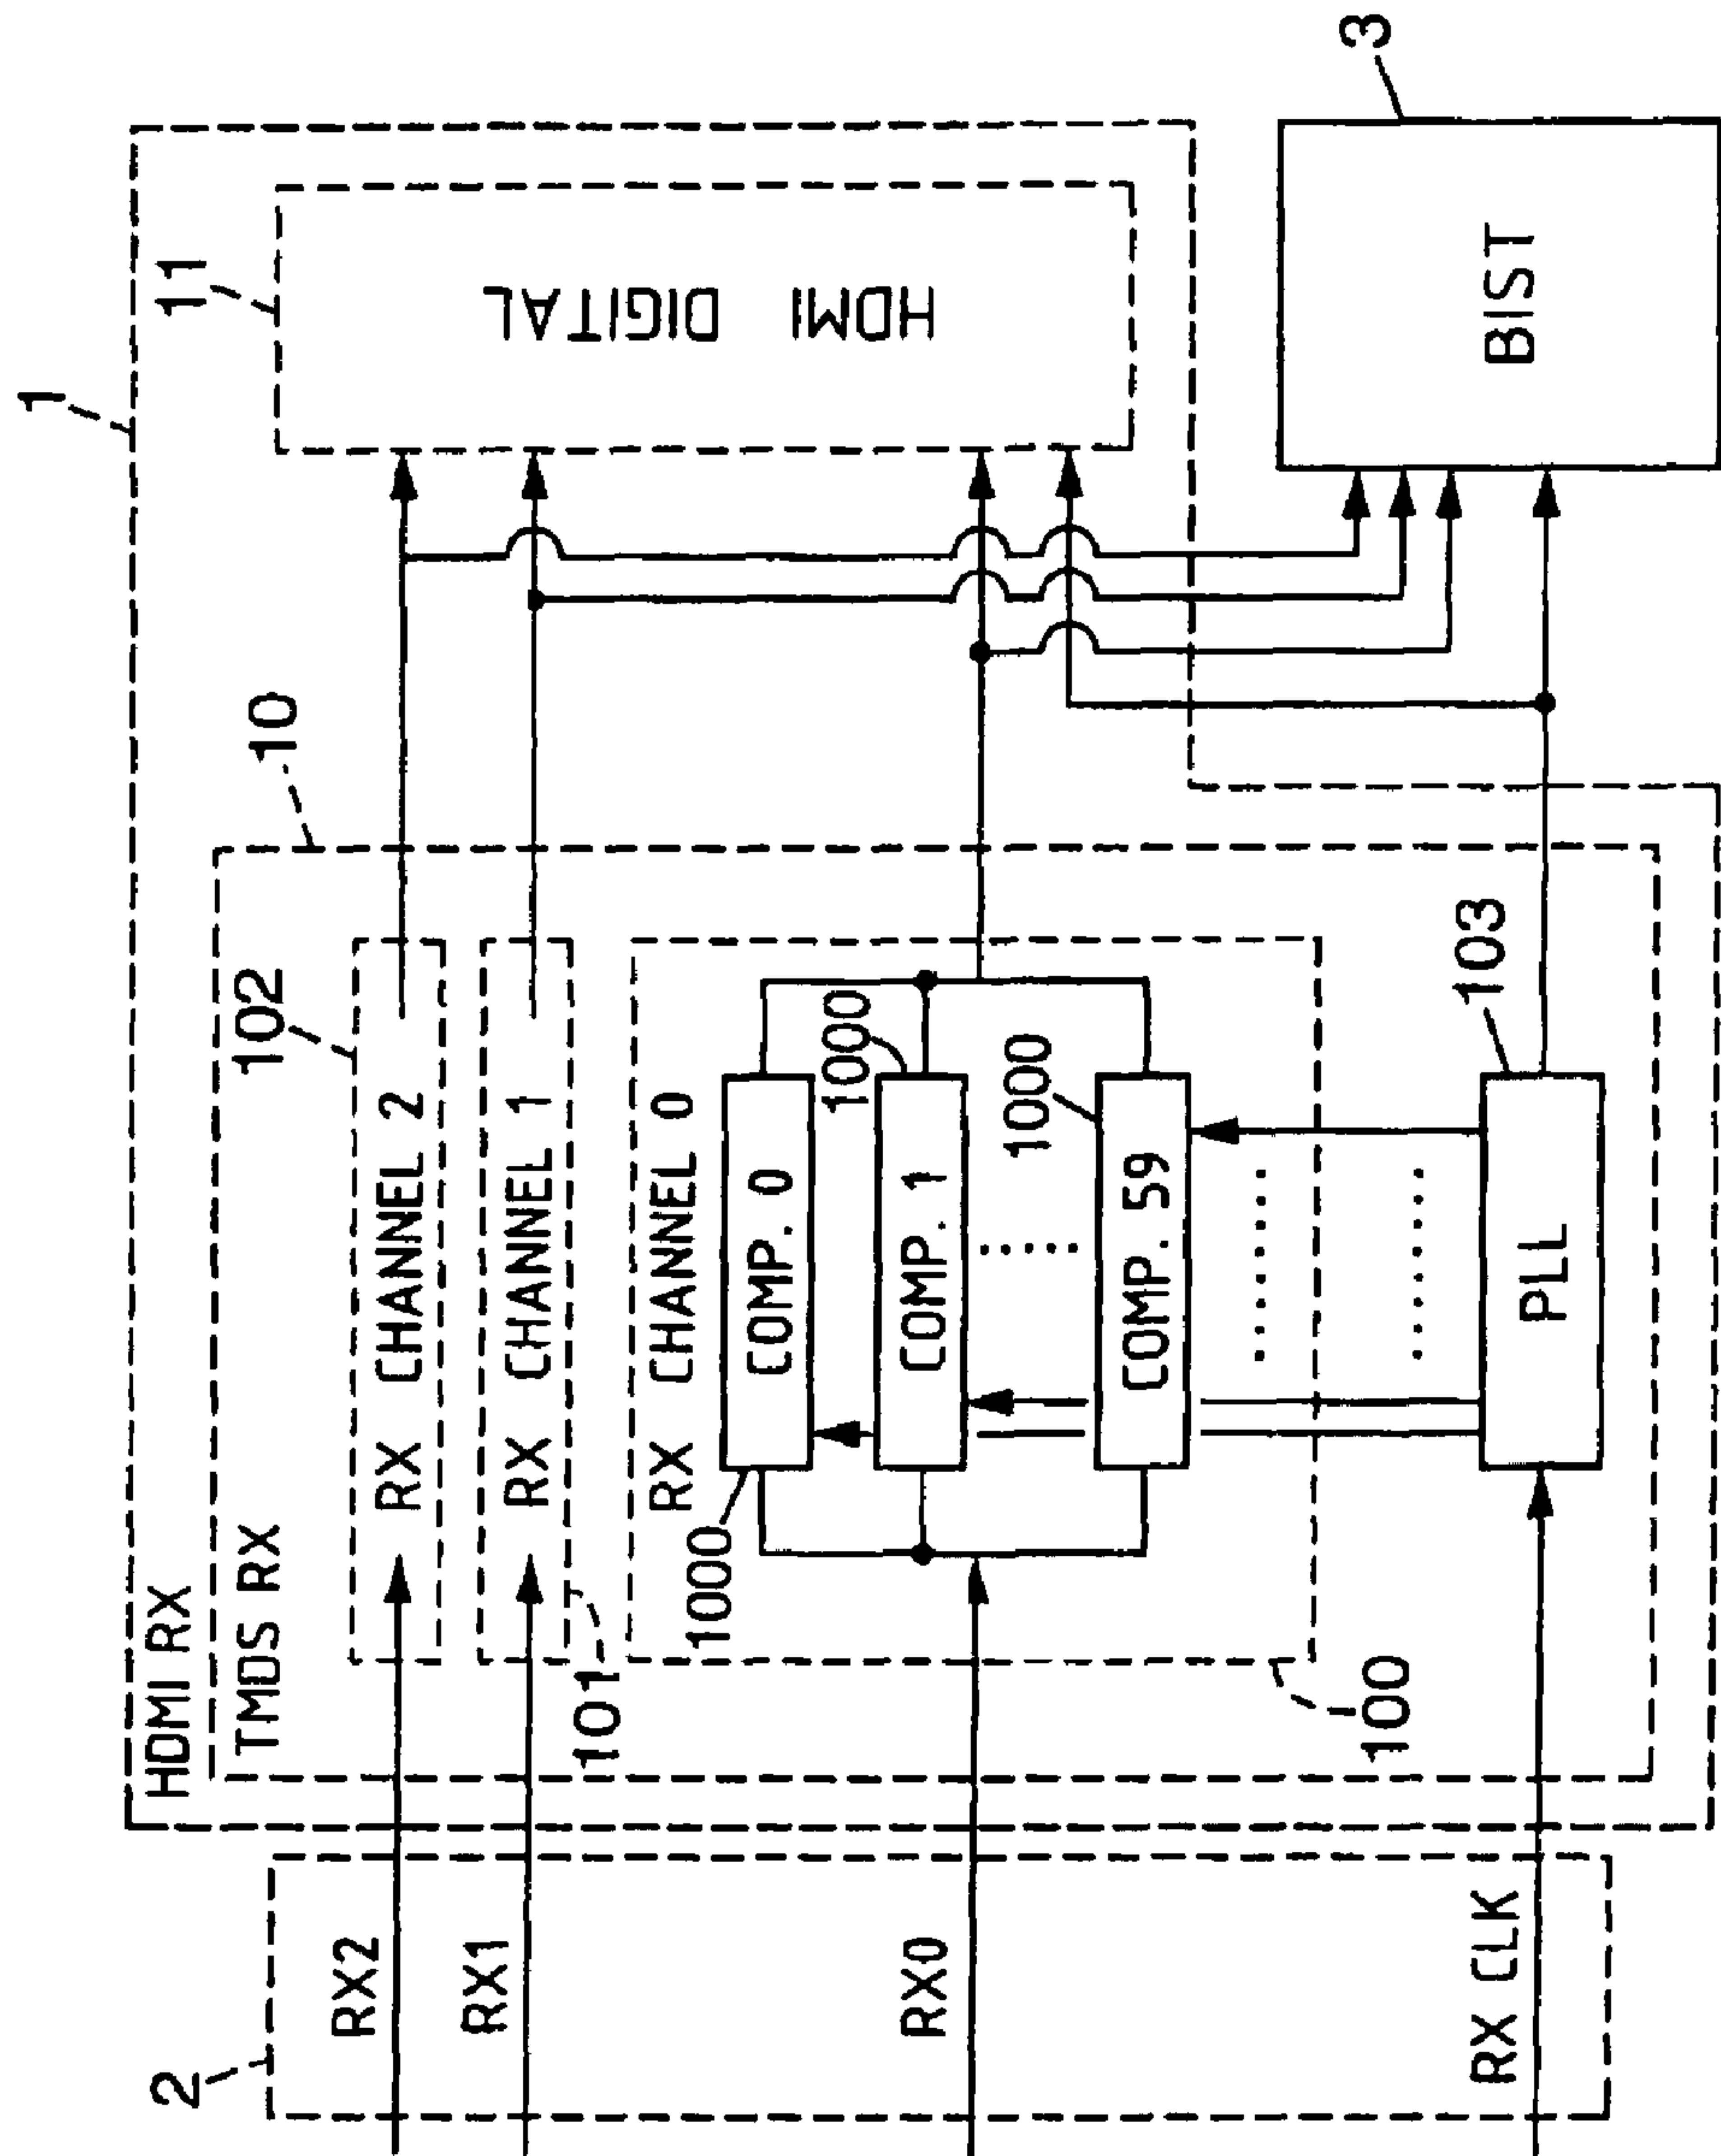 1
HDMI RX
10
TMDS RX
102
11
2
RX2
RX CHANNEL 2
RX1
RX CHANNEL 1
101
HDMI DIGITAL
RX CHANNEL 0
1000
COMP. 0
1000
RX0
COMP. 1
.....
1000
COMP. 59
........
........
100
103
3
RX CLK
PLL
BIST